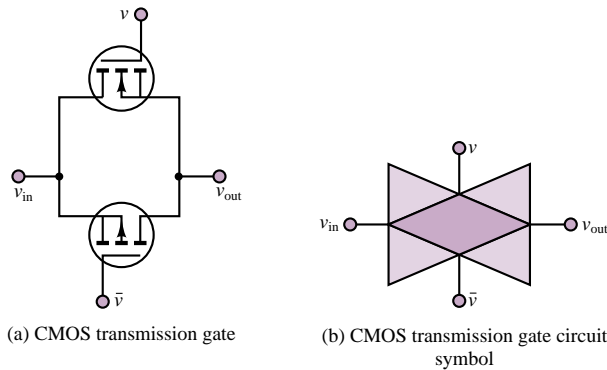 v
v
v_in
v_out
v_in
v_out
v̄
v̄
(a) CMOS transmission gate
(b) CMOS transmission gate circuit
symbol